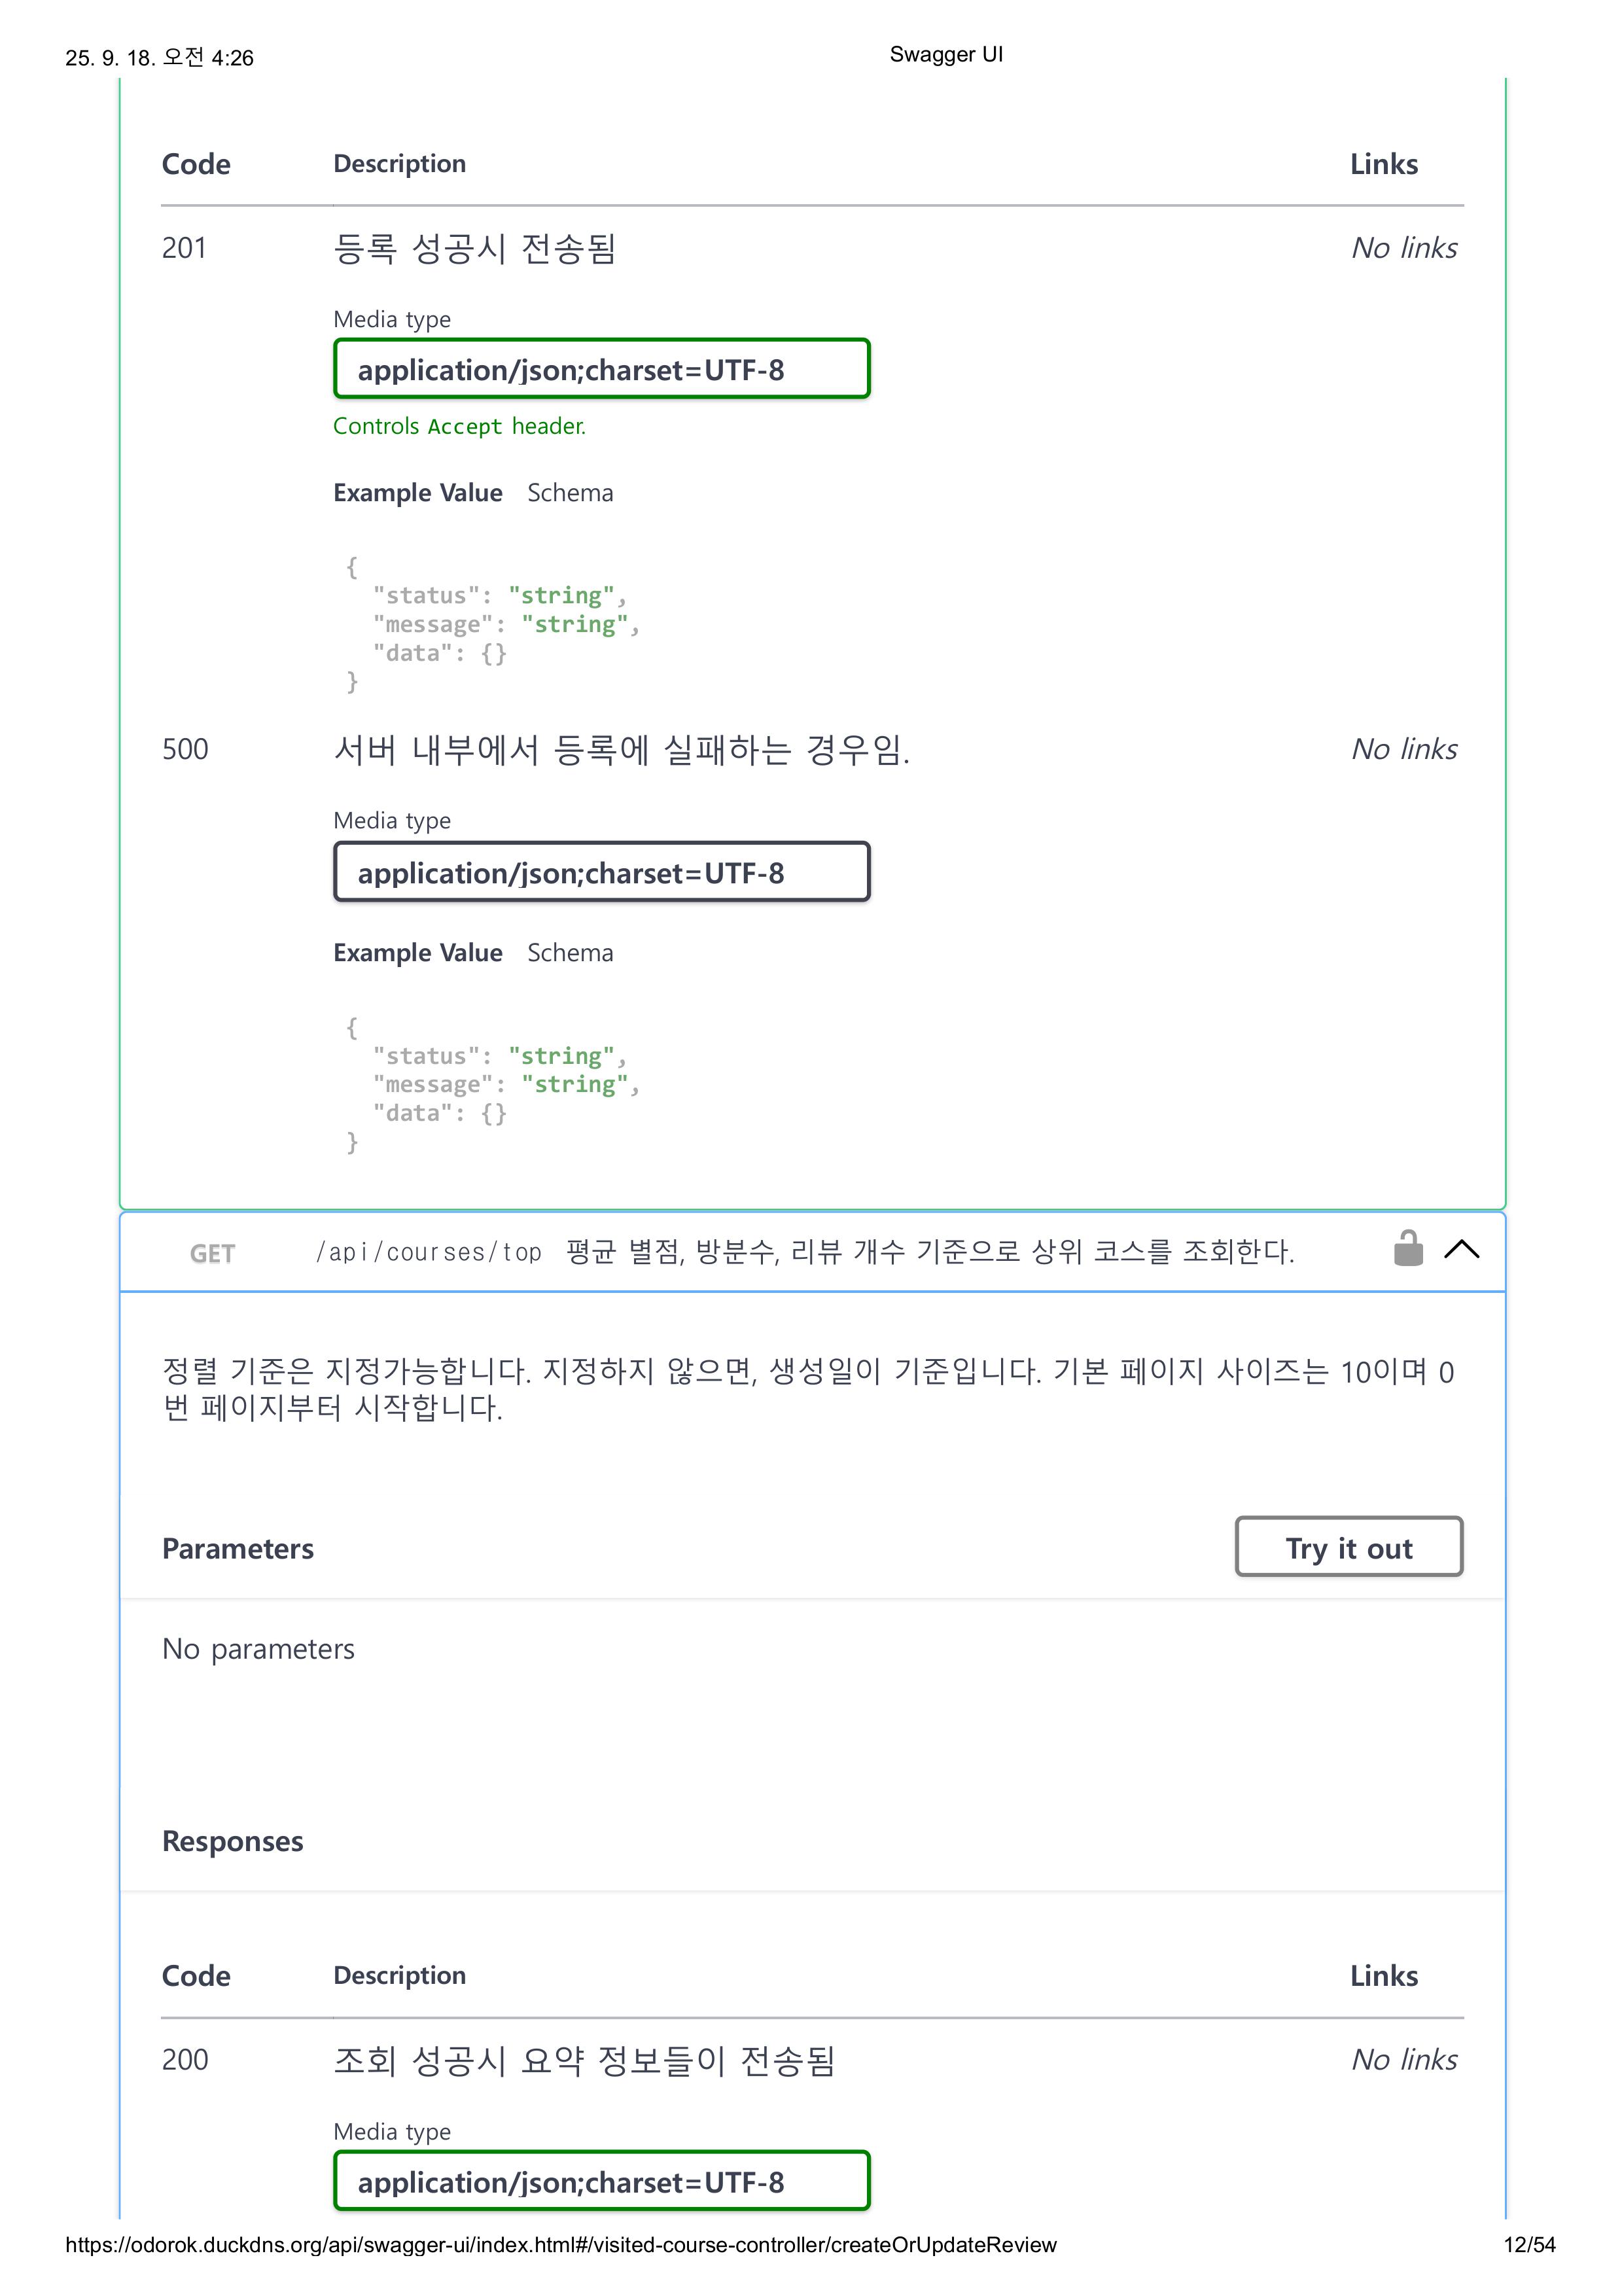 25. 9. 18. 오전 4:26
Swagger UI
Code Description Links
201 등록 성공시 전송됨 No links
Media type
application/json;charset=UTF-8
Controls Accept header.
Example Value Schema
{
"status": "string",
"message": "string",
"data": {}
}
500 서버 내부에서 등록에 실패하는 경우임. No links
Media type
application/json;charset=UTF-8
Example Value Schema
{
"status": "string",
"message": "string",
"data": {}
}
GET /api/courses/top 평균 별점, 방분수, 리뷰 개수 기준으로 상위 코스를 조회한다.
정렬 기준은 지정가능합니다. 지정하지 않으면, 생성일이 기준입니다. 기본 페이지 사이즈는 10이며 0
번 페이지부터 시작합니다.
Parameters Try it out
No parameters
Responses
Code Description Links
200 조회 성공시 요약 정보들이 전송됨 No links
Media type
application/json;charset=UTF-8
https://odorok.duckdns.org/api/swagger-ui/index.html#/visited-course-controller/createOrUpdateReview 12/54